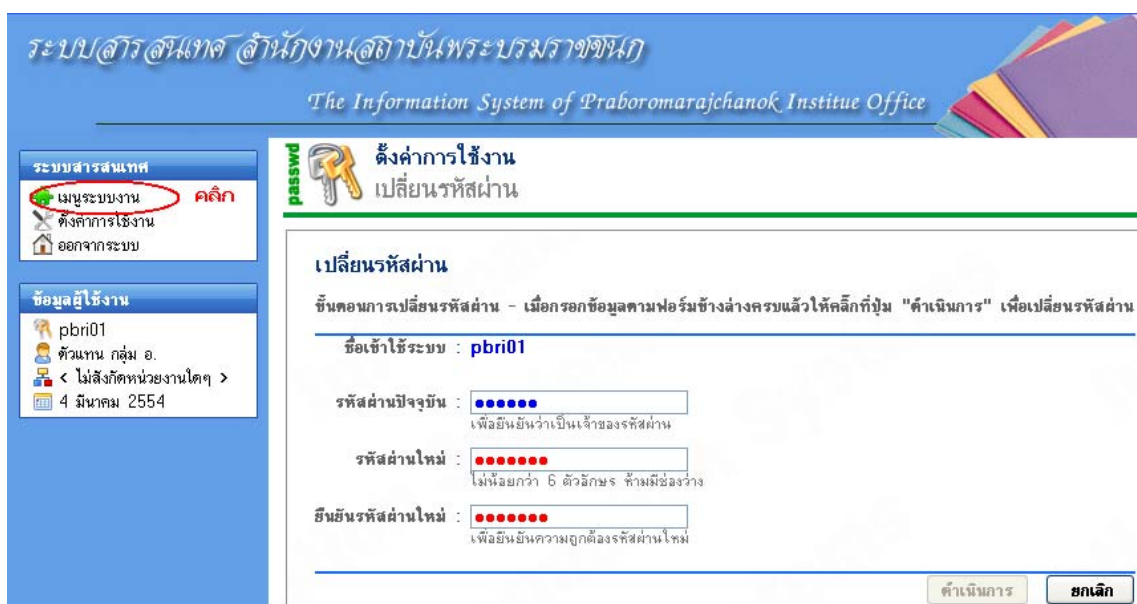 ระบบสารสนเทศ สำนักงานสถาบันพระบรมราชชนก
The Information System of Praboromarajchanok Institue Office
ระบบสารสนเทศ
เมนูระบบงาน คลิก
ตั้งค่าการใช้งาน
ออกจากระบบ
ข้อมูลผู้ใช้งาน
pbri01
ตัวแทน กลุ่ม อ.
< ไม่สังกัดหน่วยงานใดๆ >
4 มีนาคม 2554
passwd
ตั้งค่าการใช้งาน
เปลี่ยนรหัสผ่าน
เปลี่ยนรหัสผ่าน
ขั้นตอนการเปลี่ยนรหัสผ่าน - เมื่อกรอกข้อมูลตามฟอร์มข้างล่างครบแล้วให้คลิ๊กที่ปุ่ม "ดำเนินการ" เพื่อเปลี่ยนรหัสผ่าน
ชื่อเข้าใช้ระบบ : pbri01
รหัสผ่านปัจจุบัน : ●●●●●●
เพื่อยืนยันว่าเป็นเจ้าของรหัสผ่าน
รหัสผ่านใหม่ : ●●●●●●●
ไม่น้อยกว่า 6 ตัวอักษร ห้ามมีช่องว่าง
ยืนยันรหัสผ่านใหม่ : ●●●●●●●
เพื่อยืนยันความถูกต้องรหัสผ่านใหม่
ดำเนินการ ยกเลิก